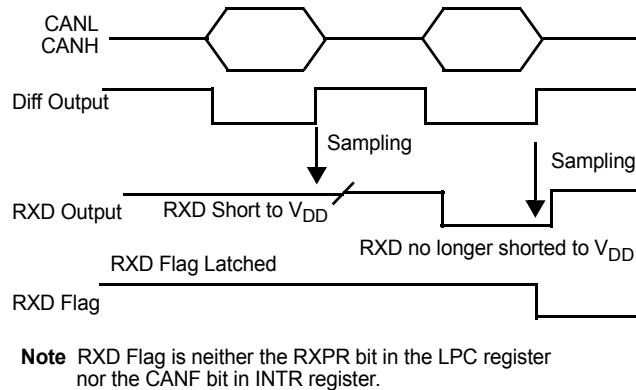 CANL
CANH
Diff Output
Sampling
Sampling
RXD Output
RXD Short to VDD
RXD no longer shorted to VDD
RXD Flag Latched
RXD Flag
Note RXD Flag is neither the RXPR bit in the LPC register
nor the CANF bit in INTR register.